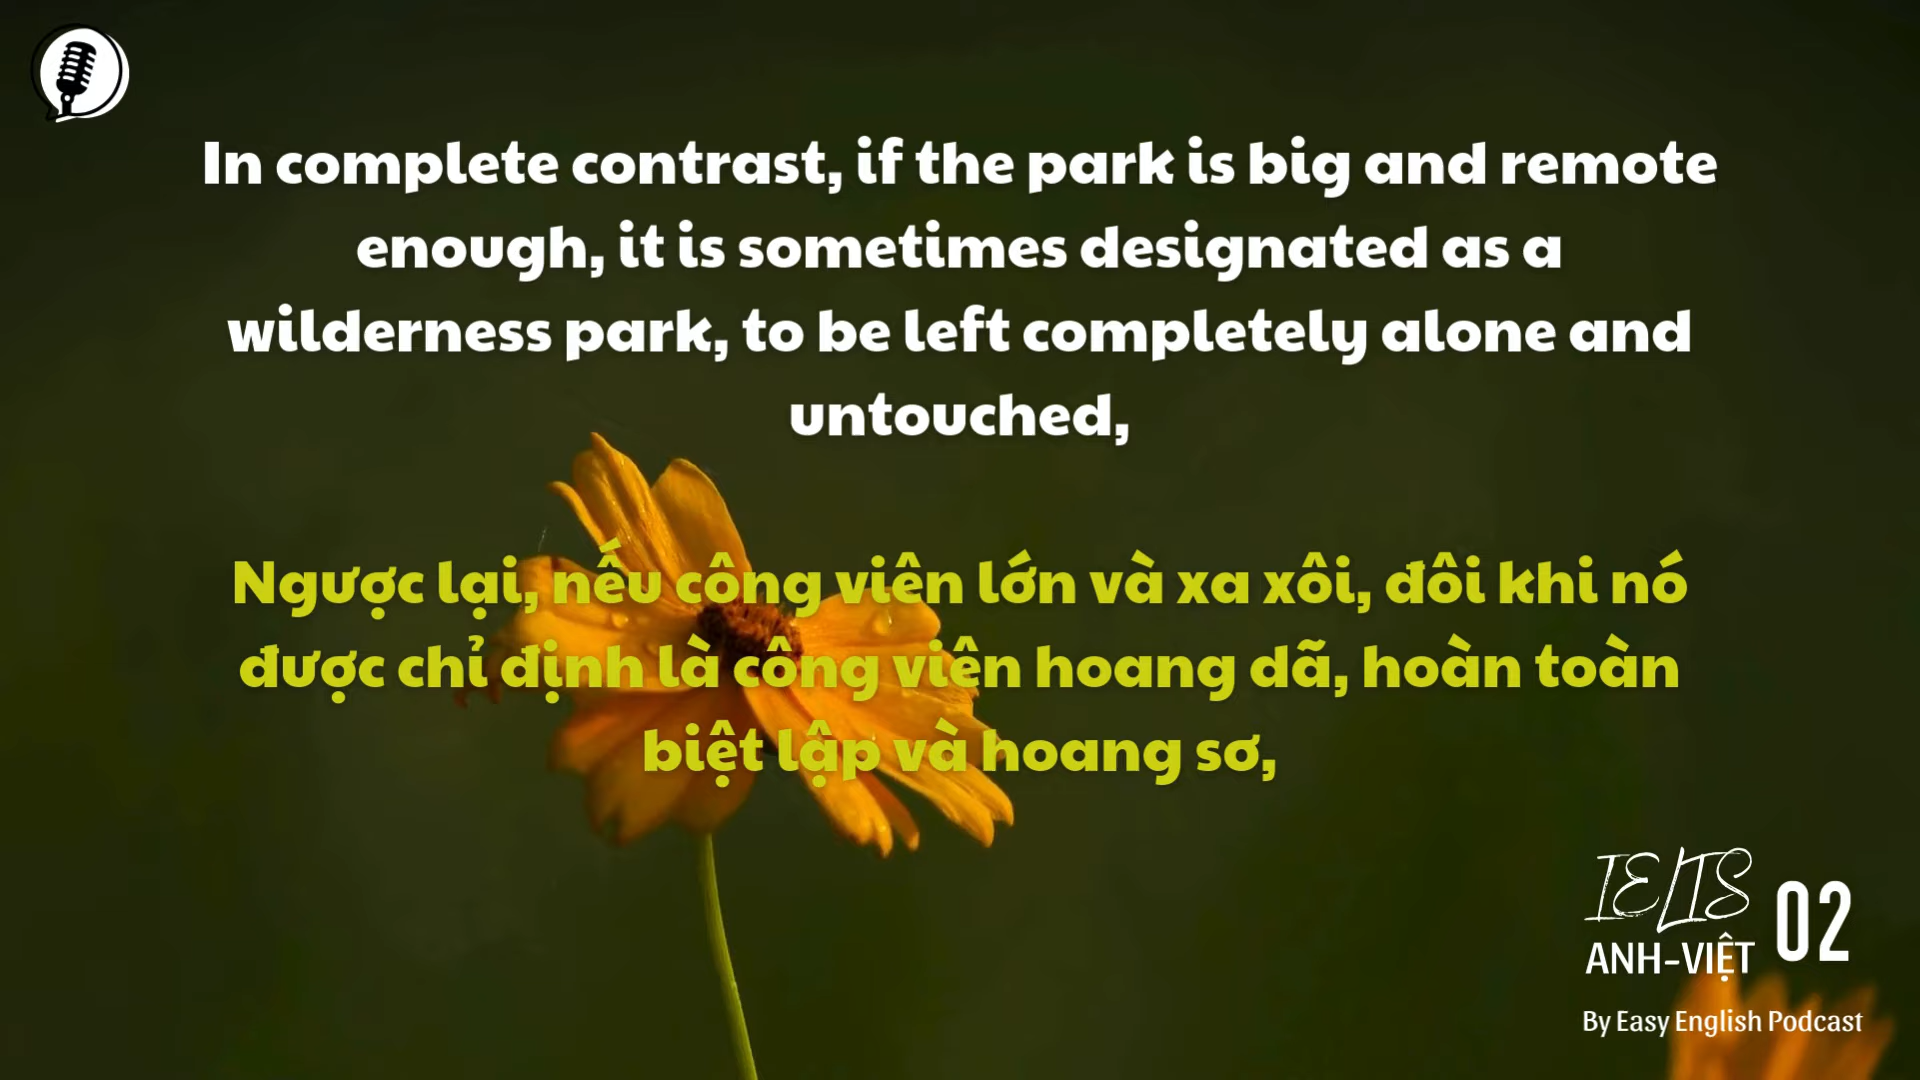 In complete contrast, if the park is big and remote
enough, it is sometimes designated as a
wilderness park, to be left completely alone and
untouched,
Ngược lại, nếu công viên lớn và xa xôi, đôi khi nó
được chỉ định là công viên hoang dã, hoàn toàn
biệt lập và hoang sơ,
IELTS
ANH-VIỆT 02
By Easy English Podcast